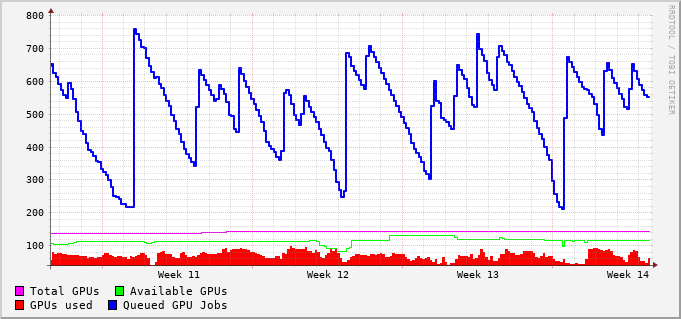 800
700
600
500
400
300
200
100
Week 11 Week 12 Week 13 Week 14
Total GPUs Available GPUs
GPUs used Queued GPU Jobs
RRDTOOL / TOBI OETIKER